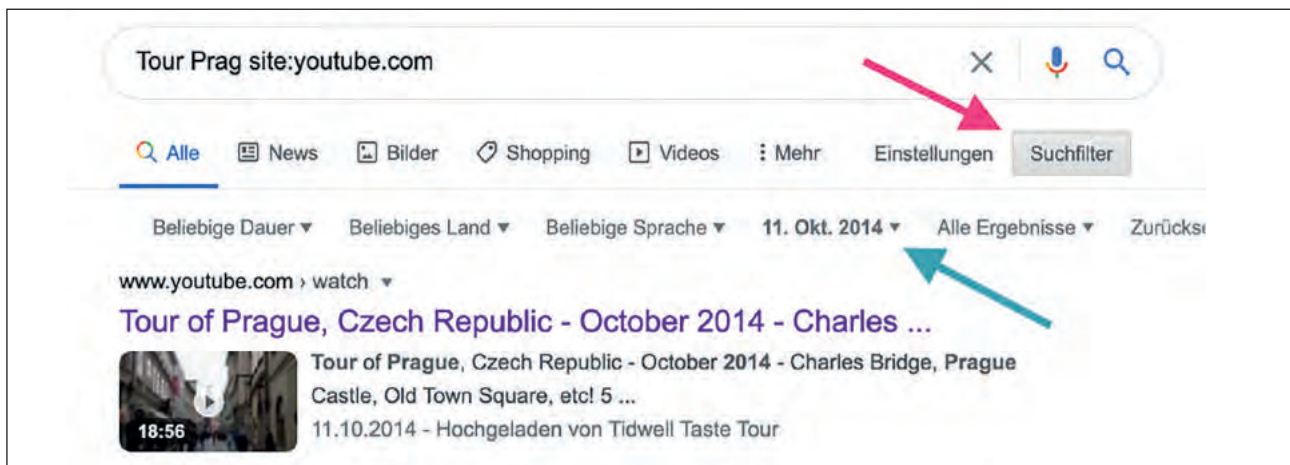 Tour Prag site:youtube.com
Alle News Bilder Shopping Videos Mehr Einstellungen Suchfilter
Beliebige Dauer Beliebiges Land Beliebige Sprache 11. Okt. 2014 Alle Ergebnisse Zurückse
www.youtube.com › watch
Tour of Prague, Czech Republic - October 2014 - Charles ...
Tour of Prague, Czech Republic - October 2014 - Charles Bridge, Prague
Castle, Old Town Square, etc! 5 ...
18:56 11.10.2014 - Hochgeladen von Tidwell Taste Tour